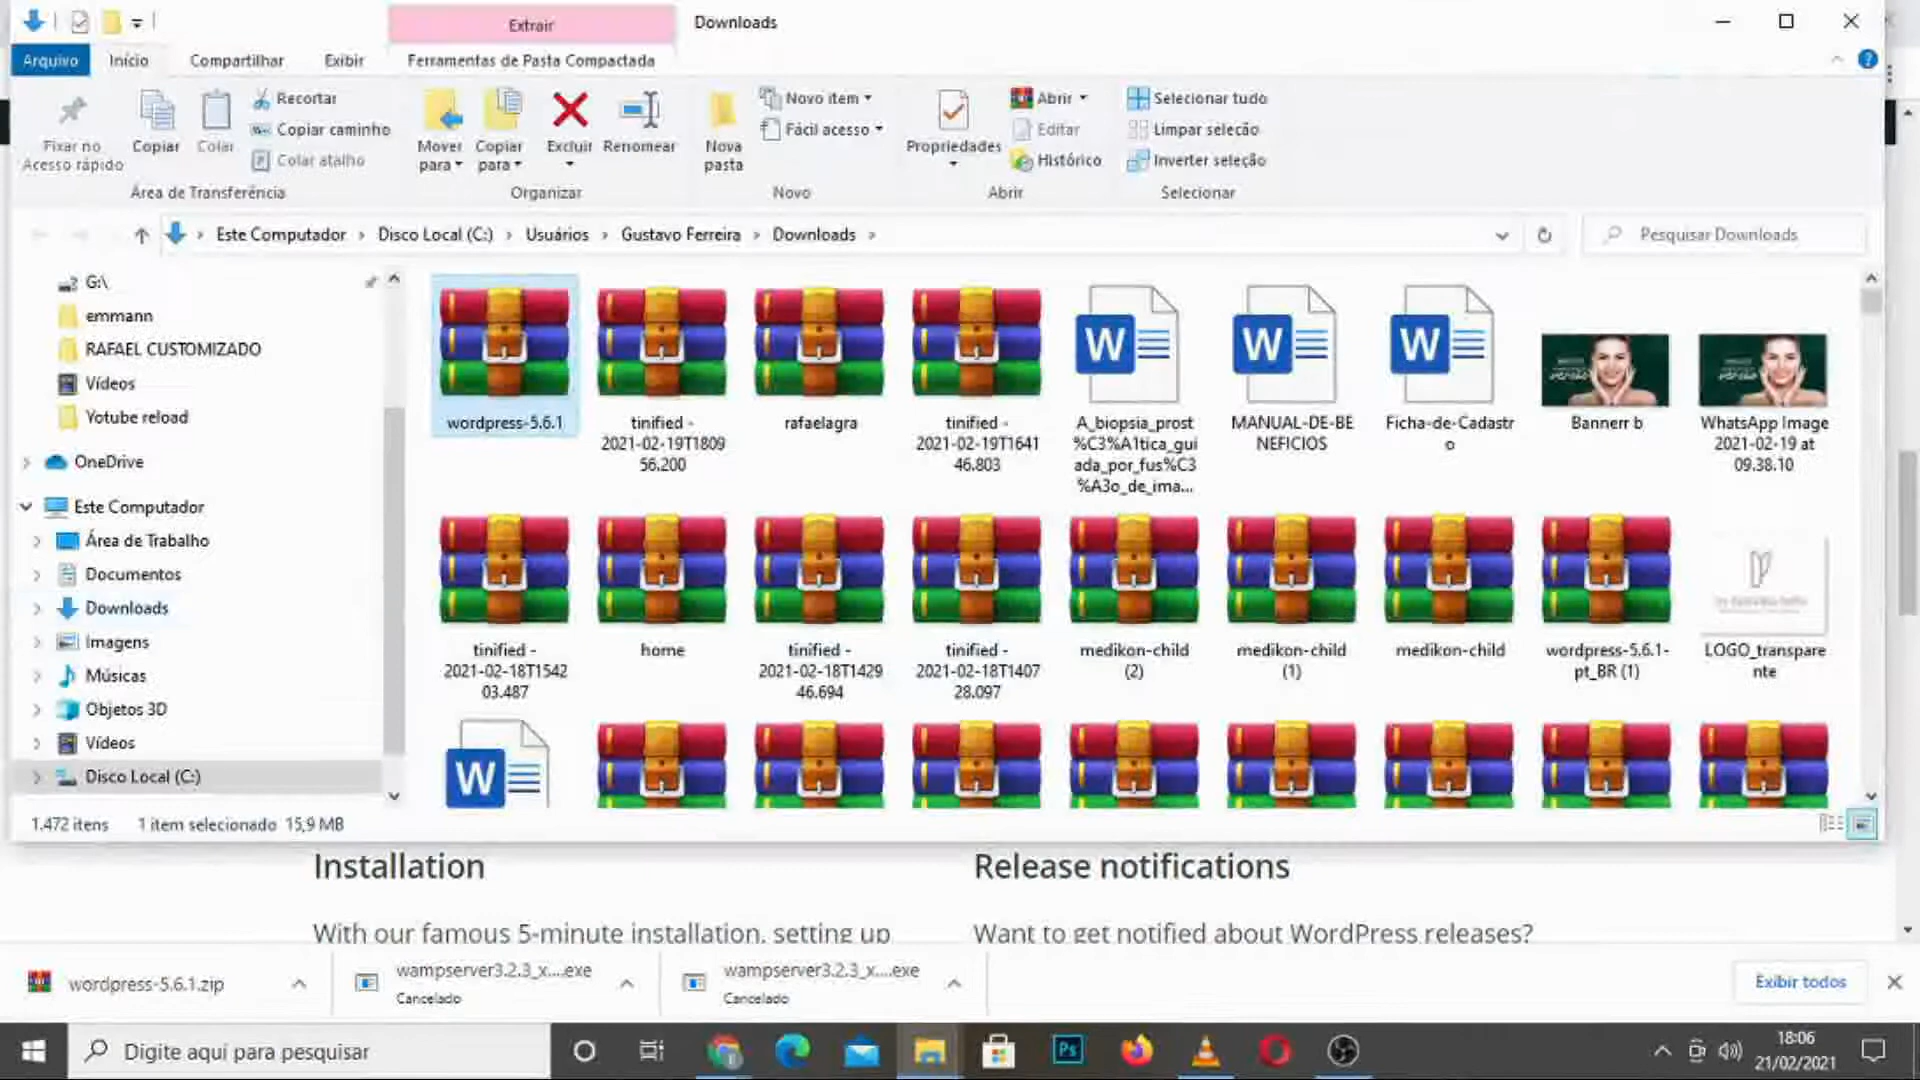 Extrair
Downloads
Arquivo
Início
Compartilhar
Exibir
Ferramentas de Pasta Compactada
Fixar no
Acesso rápido
Copiar
Colar
Recortar
Copiar caminho
Colar atalho
Área de Transferência
Mover
para
Copiar
para
Excluir
Renomear
Organizar
Nova
pasta
Novo item
Fácil acesso
Novo
Propriedades
Abrir
Editar
Histórico
Abrir
Selecionar tudo
Limpar seleção
Inverter seleção
Selecionar
Este Computador
Disco Local (C:)
Usuários
Gustavo Ferreira
Downloads
Pesquisar Downloads
G:\
emmann
RAFAEL CUSTOMIZADO
Vídeos
Yotube reload
OneDrive
Este Computador
Área de Trabalho
Documentos
Downloads
Imagens
Músicas
Objetos 3D
Vídeos
Disco Local (C:)
wordpress-5.6.1
tinified -
2021-02-19T1809
56.200
rafaelagra
tinified -
2021-02-19T1641
46.803
A_biopsia_prost
%C3%A1tica_gui
ada_por_fus%C3
%A3o_de_ima...
MANUAL-DE-BE
NEFICIOS
Ficha-de-Cadastr
o
Bannerr b
WhatsApp Image
2021-02-19 at
09.38.10
tinified -
2021-02-18T1542
03.487
home
tinified -
2021-02-18T1429
46.694
tinified -
2021-02-18T1407
28.097
medikon-child
(2)
medikon-child
(1)
medikon-child
wordpress-5.6.1-
pt_BR (1)
LOGO_transpare
nte
1.472 itens
1 item selecionado 15,9 MB
Installation
With our famous 5-minute installation, setting up
Release notifications
Want to get notified about WordPress releases?
wordpress-5.6.1.zip
wampserver3.2.3_x....exe
Cancelado
wampserver3.2.3_x....exe
Cancelado
Exibir todos
Digite aqui para pesquisar
Ps
18:06
21/02/2021